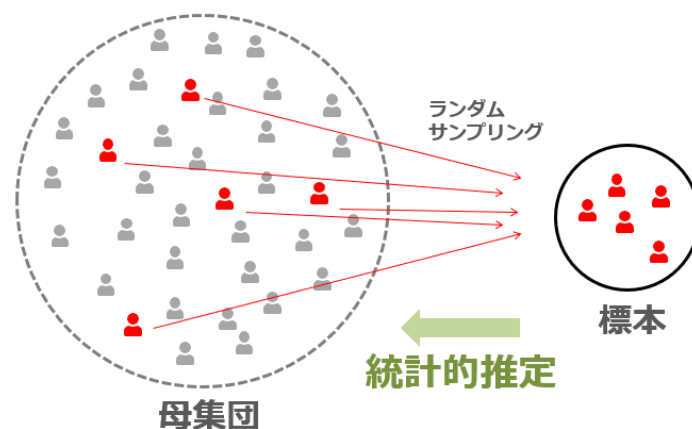 ランダム
サンプリング
標本
統計的推定
母集団